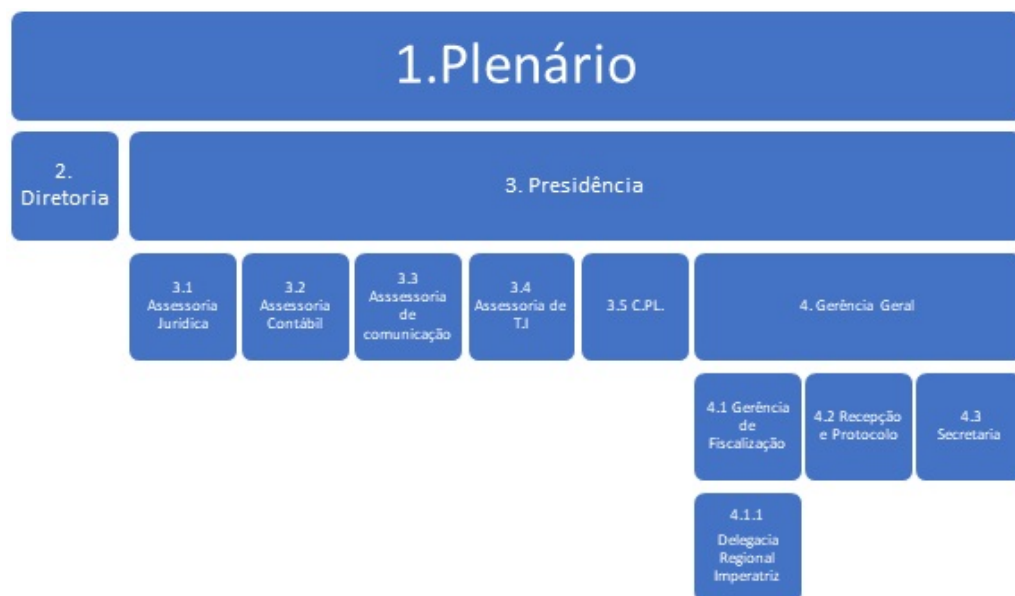 1.Plenário
2.
Diretoria
3. Presidência
3.1
Assessoria
Jurídica
3.2
Assessoria
Contábil
3.3
Asssessoria
de
comunicação
3.4
Assessoria de
T.I
3.5 C.PL.
4. Gerência Geral
4.1 Gerência
de
Fiscalização
4.2 Recepção
e Protocolo
4.3
Secretaria
4.1.1
Delegacia
Regional
Imperatriz